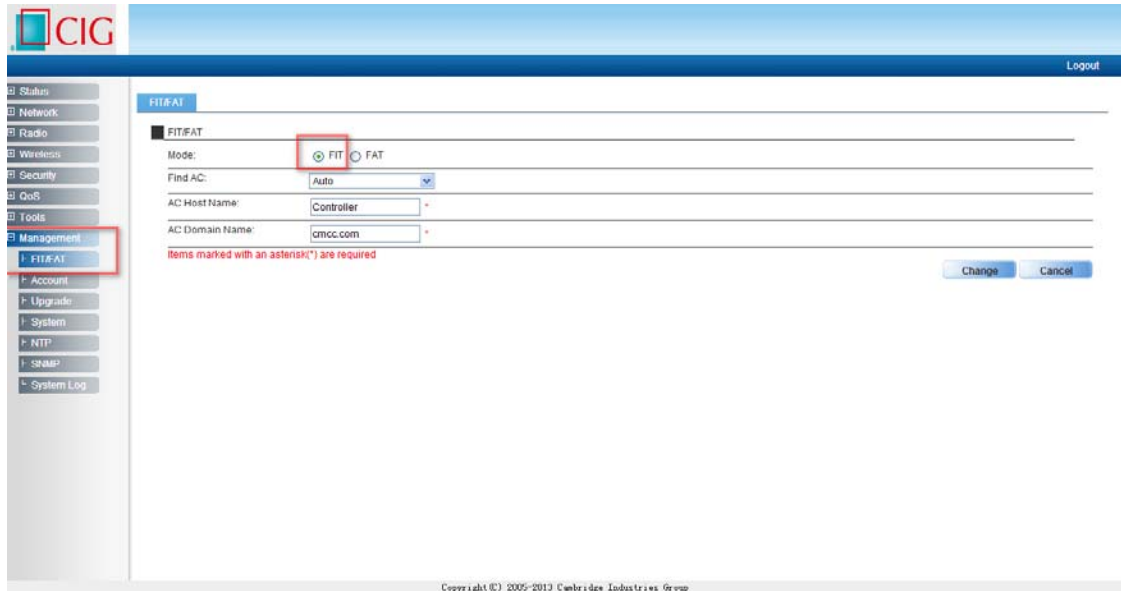 CIG
Logout
Status
Network
Radio
Wireless
Security
QoS
Tools
Management
FIT/FAT
Account
Upgrade
System
NTP
SNMP
System Log
FIT/FAT
FIT/FAT
Mode: FIT FAT
Find AC: Auto
AC Host Name: Controller *
AC Domain Name: cmcc.com *
Items marked with an asterisk(*) are required
Change Cancel
Copyright(C) 2005-2013 Cambridge Industries Group